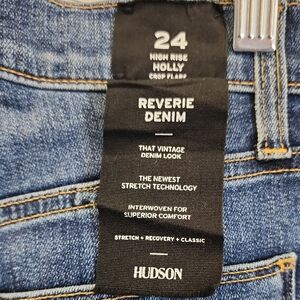 24
HIGH RISE
HOLLY
CROP FLARE
REVERIE
DENIM
THAT VINTAGE
DENIM LOOK
THE NEWEST
STRETCH TECHNOLOGY
INTERWOVEN FOR
SUPERIOR COMFORT
STRETCH + RECOVERY + CLASSIC
HUDSON